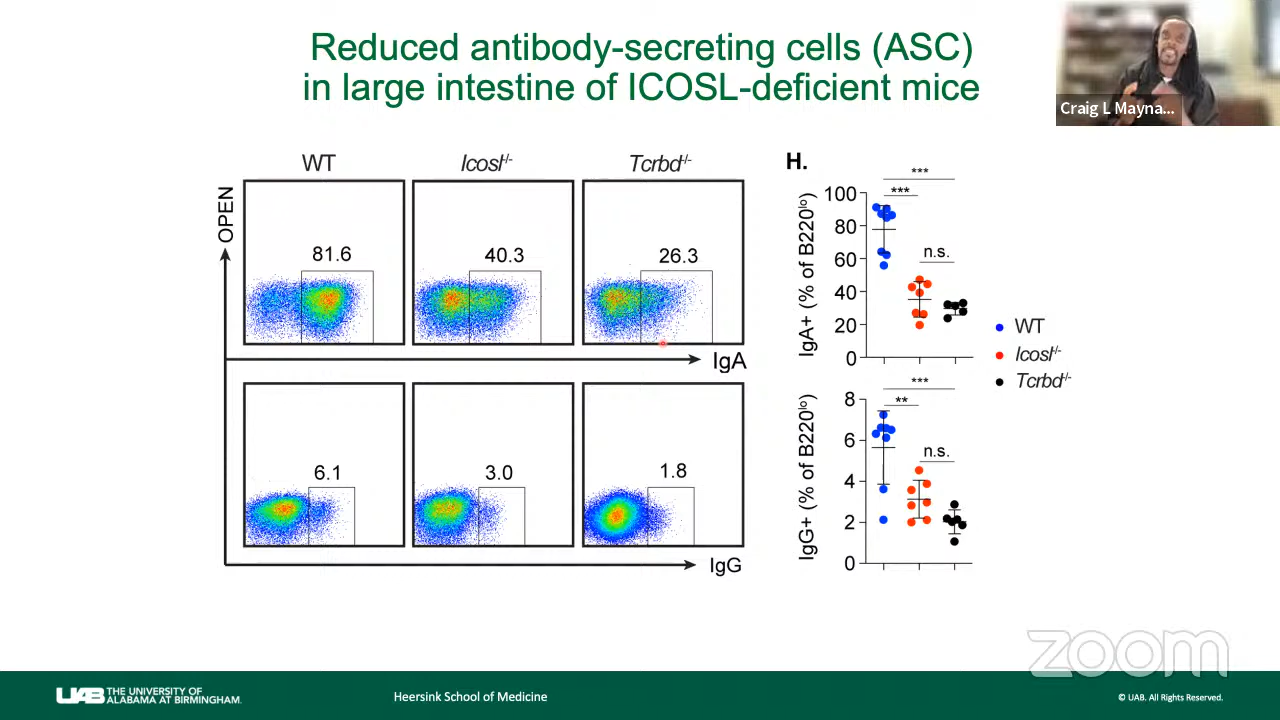 Reduced antibody-secreting cells (ASC)
in large intestine of ICOSL-deficient mice
Craig L Mayna...
WT
Icosl-/-
Tcrbd-/-
OPEN
81.6
40.3
26.3
IgA
6.1
3.0
1.8
IgG
H.
***
***
n.s.
IgA+ (% of B220lo)
100
80
60
40
20
0
***
**
n.s.
IgG+ (% of B220lo)
8
6
4
2
0
WT
Icosl-/-
Tcrbd-/-
zoom
UAB THE UNIVERSITY OF
ALABAMA AT BIRMINGHAM.
Heersink School of Medicine
© UAB. All Rights Reserved.